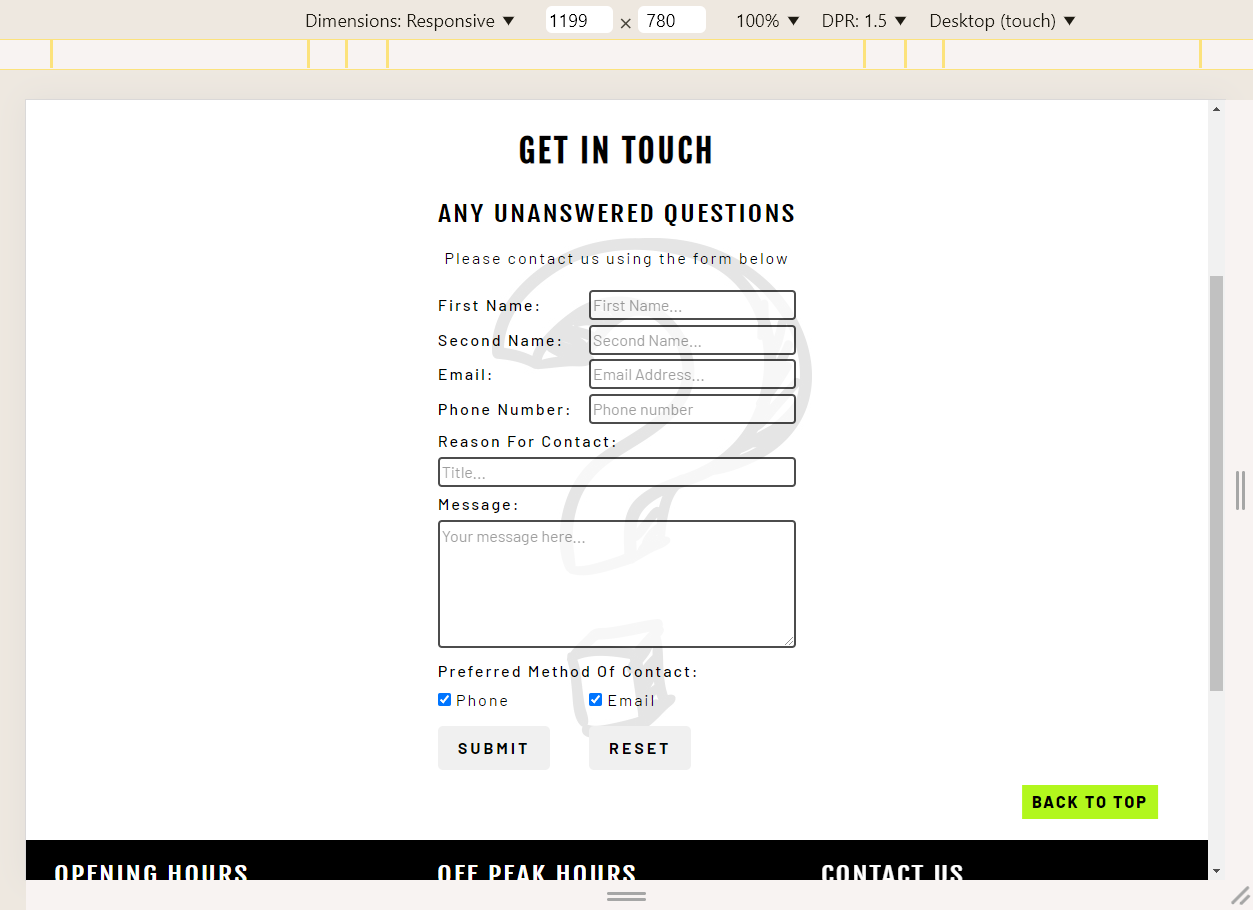 Dimensions: Responsive ▼ 1199 × 780 100% ▼ DPR: 1.5 ▼ Desktop (touch) ▼
GET IN TOUCH
ANY UNANSWERED QUESTIONS
Please contact us using the form below
First Name: First Name...
Second Name: Second Name...
Email: Email Address...
Phone Number: Phone number
Reason For Contact:
Title...
Message:
Your message here...
Preferred Method Of Contact:
Phone Email
SUBMIT RESET
BACK TO TOP
OPENING HOURS OFF PEAK HOURS CONTACT US